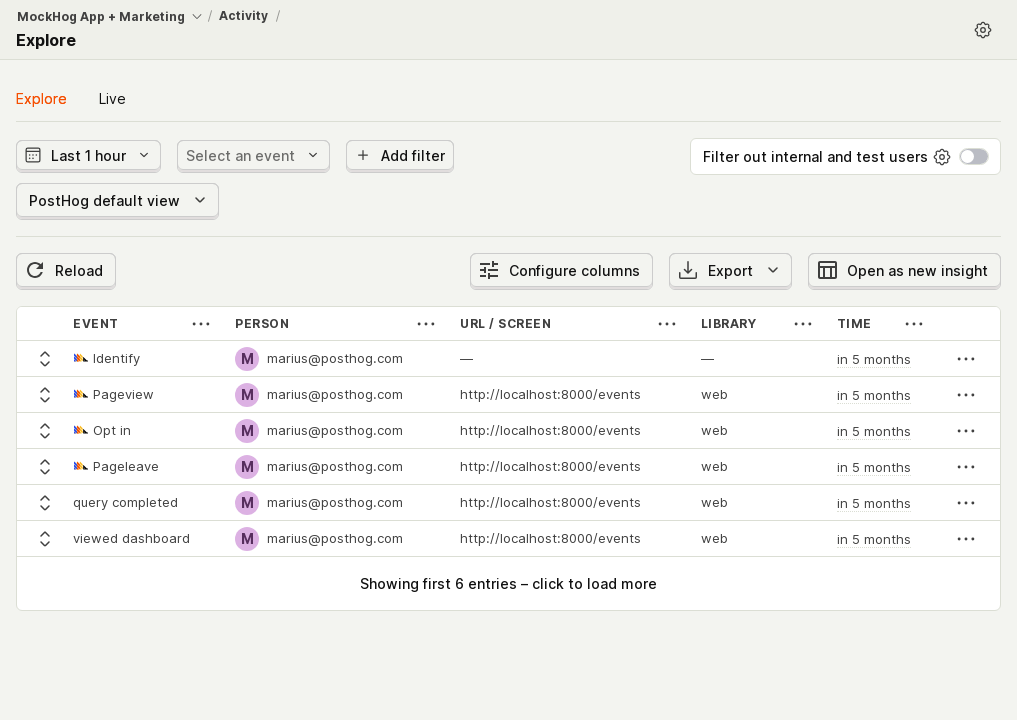 MockHog App + Marketing / Activity /
Explore
Explore Live
Last 1 hour Select an event Add filter Filter out internal and test users
PostHog default view
Reload Configure columns Export Open as new insight
EVENT PERSON URL / SCREEN LIBRARY TIME
Identify M marius@posthog.com — — in 5 months
Pageview M marius@posthog.com http://localhost:8000/events web in 5 months
Opt in M marius@posthog.com http://localhost:8000/events web in 5 months
Pageleave M marius@posthog.com http://localhost:8000/events web in 5 months
query completed M marius@posthog.com http://localhost:8000/events web in 5 months
viewed dashboard M marius@posthog.com http://localhost:8000/events web in 5 months
Showing first 6 entries – click to load more